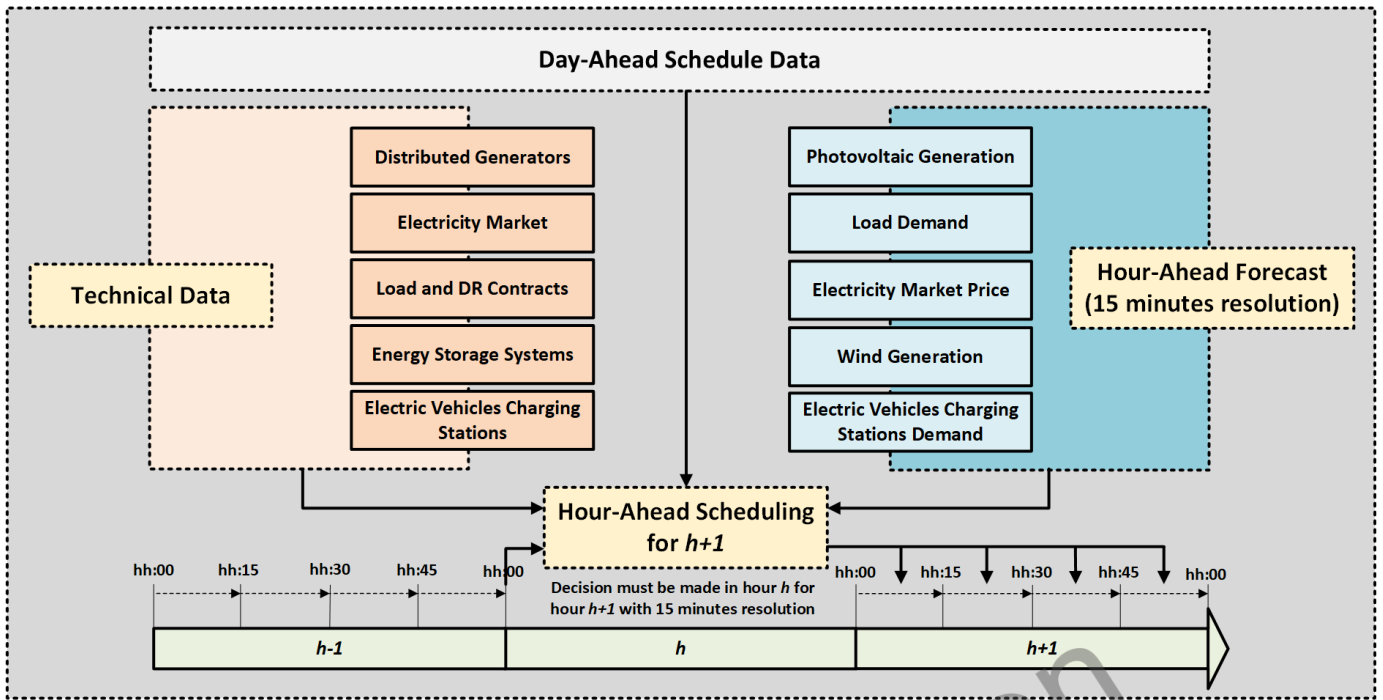 Day-Ahead Schedule Data
Distributed Generators
Electricity Market
Load and DR Contracts
Energy Storage Systems
Electric Vehicles Charging
Stations
Technical Data
Photovoltaic Generation
Load Demand
Electricity Market Price
Wind Generation
Electric Vehicles Charging
Stations Demand
Hour-Ahead Forecast
(15 minutes resolution)
Hour-Ahead Scheduling
for h+1
hh:00 hh:15 hh:30 hh:45 hh:00
Decision must be made in hour h for
hour h+1 with 15 minutes resolution
hh:00 hh:15 hh:30 hh:45 hh:00
h-1 h h+1